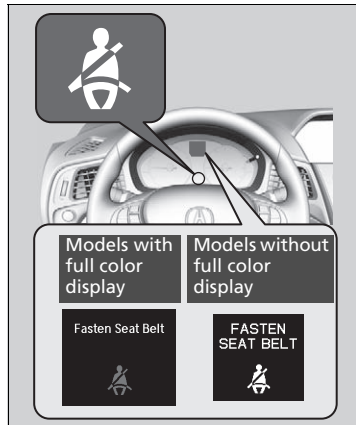 Models with
full color
display
Models without
full color
display
Fasten Seat Belt
FASTEN
SEAT BELT